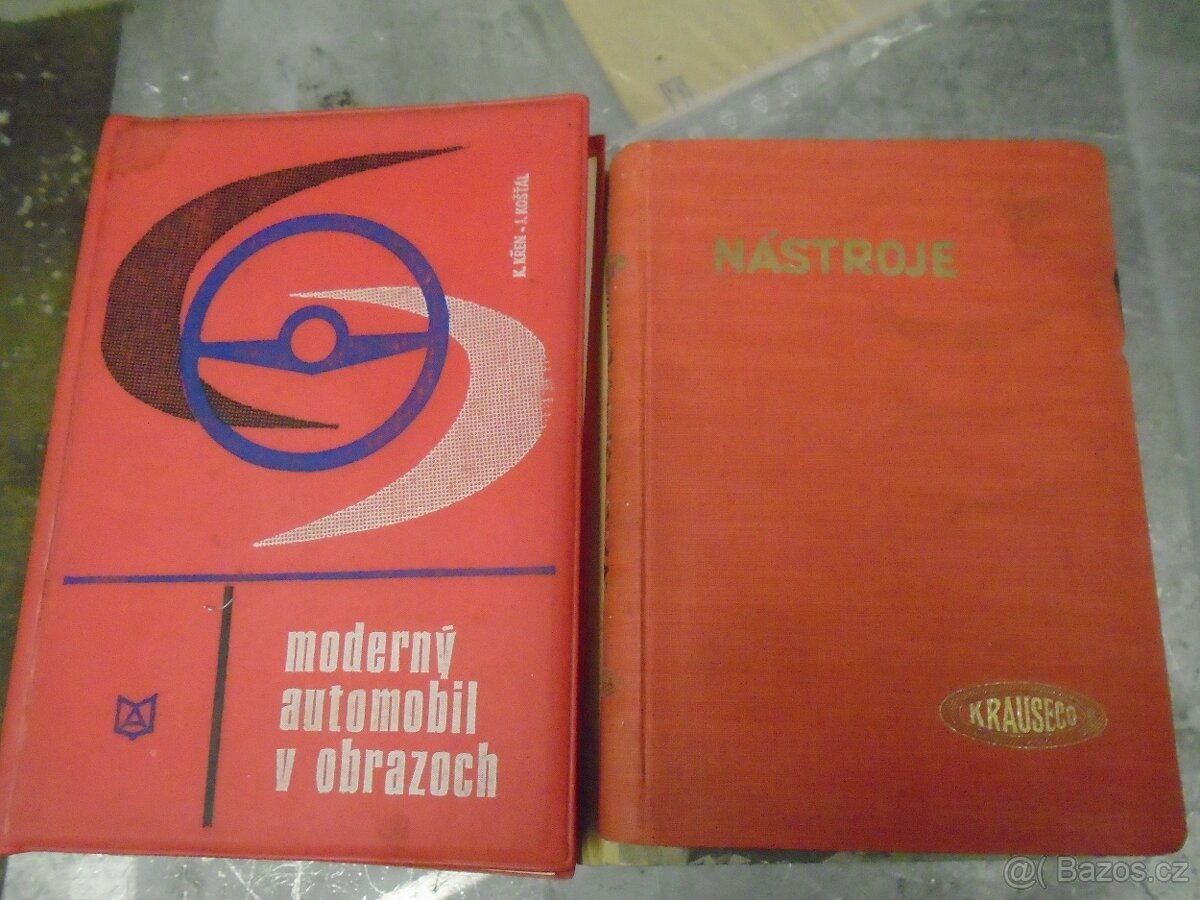 K. KŘEN - J. KOŠŤÁL
moderný
automobil
v obrazoch
NÁSTROJE
KRAUSECo
Bazos.cz